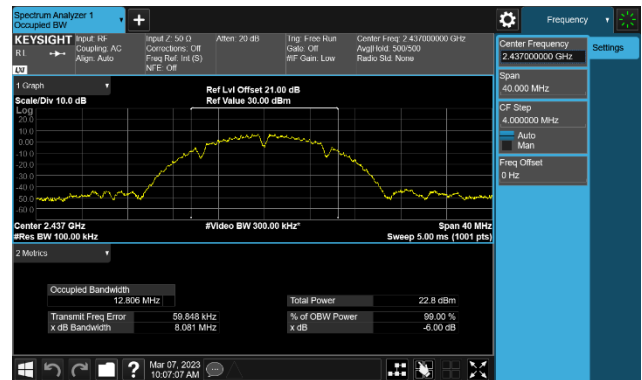 Spectrum Analyzer 1
Occupied BW
Frequency
KEYSIGHT Input: RF
Coupling: AC
Align: Auto
Input Z: 50 Ω
Corrections: Off
Freq Ref: Int (S)
NFE: Off
Atten: 20 dB
Trig: Free Run
Gate: Off
#IF Gain: Low
Center Freq: 2.437000000 GHz
Avg|Hold: 500/500
Radio Std: None
Center Frequency
2.437000000 GHz
Settings
Span
40.000 MHz
CF Step
4.000000 MHz
Auto
Man
Freq Offset
0 Hz
1 Graph
Scale/Div 10.0 dB
Ref Lvl Offset 21.00 dB
Ref Value 30.00 dBm
Log
20.0
10.0
0.00
-10.0
-20.0
-30.0
-40.0
-50.0
-60.0
Center 2.437 GHz
#Res BW 100.00 kHz
#Video BW 300.00 kHz*
Span 40 MHz
Sweep 5.00 ms (1001 pts)
2 Metrics
Occupied Bandwidth
12.806 MHz
Total Power 22.8 dBm
Transmit Freq Error 59.848 kHz
% of OBW Power 99.00 %
x dB Bandwidth 8.081 MHz
x dB -6.00 dB
?
Mar 07, 2023
10:07:07 AM